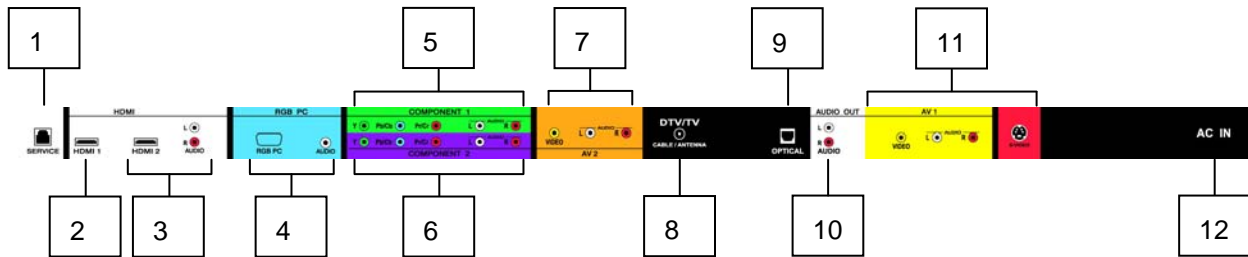 1 5 7 9 11
HDMI RGB PC COMPONENT 1 AUDIO OUT AV 1
SERVICE HDMI 1 HDMI 2 L R AUDIO
RGB PC AUDIO
Y Pb/Cb Pr/Cr L AUDIO R
Y Pb/Cb Pr/Cr L AUDIO R
COMPONENT 2
VIDEO L AUDIO R
AV 2
DTV/TV
CABLE / ANTENNA
OPTICAL
L
R
AUDIO
VIDEO L AUDIO R
S-VIDEO
AC IN
2 3 4 6 8 10 12